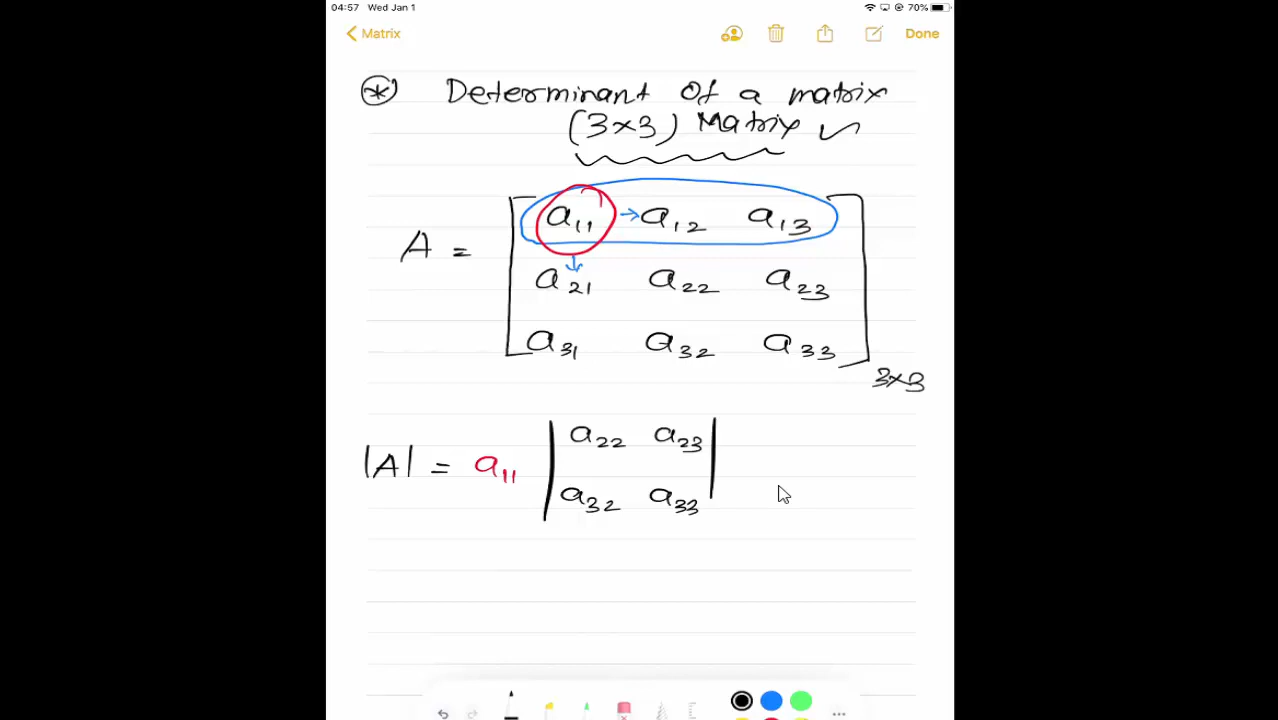 04:57 Wed Jan 1 70%
Matrix Done
* Determinant Of a matrix
(3×3) Matrix
A = [ a11 → a12 a13
a21 a22 a23
a31 a32 a33 ] 3×3
|A| = a11 | a22 a23
a32 a33 |